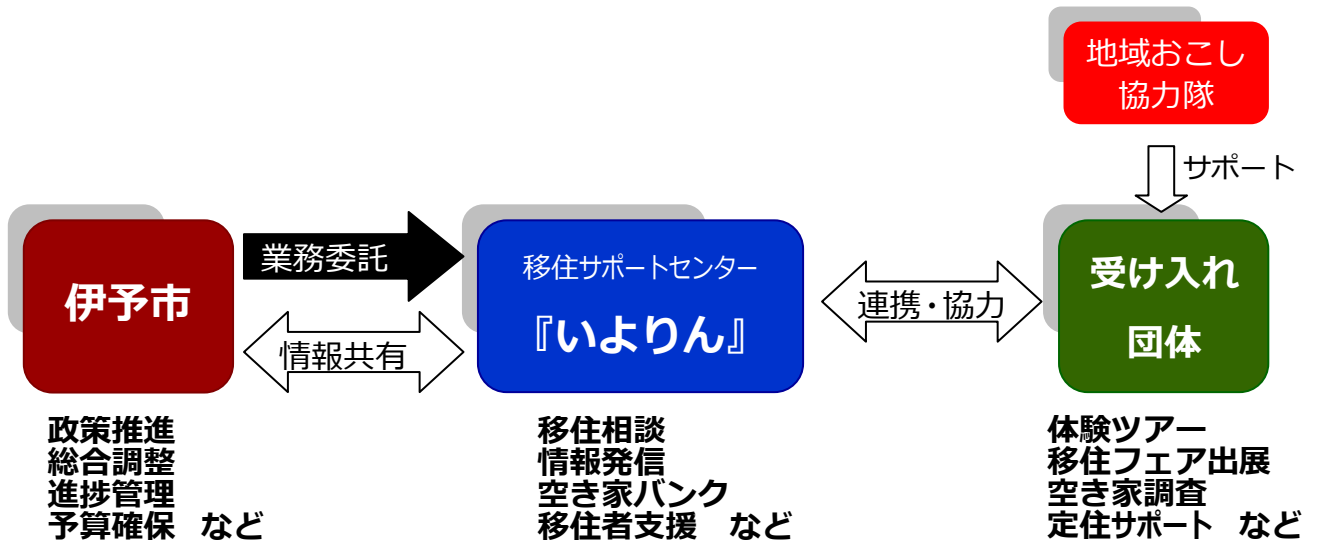 地域おこし
協力隊
サポート
伊予市
業務委託
情報共有
移住サポートセンター
『いよりん』
連携・協力
受け入れ
団体
政策推進
総合調整
進捗管理
予算確保 など
移住相談
情報発信
空き家バンク
移住者支援 など
体験ツアー
移住フェア出展
空き家調査
定住サポート など